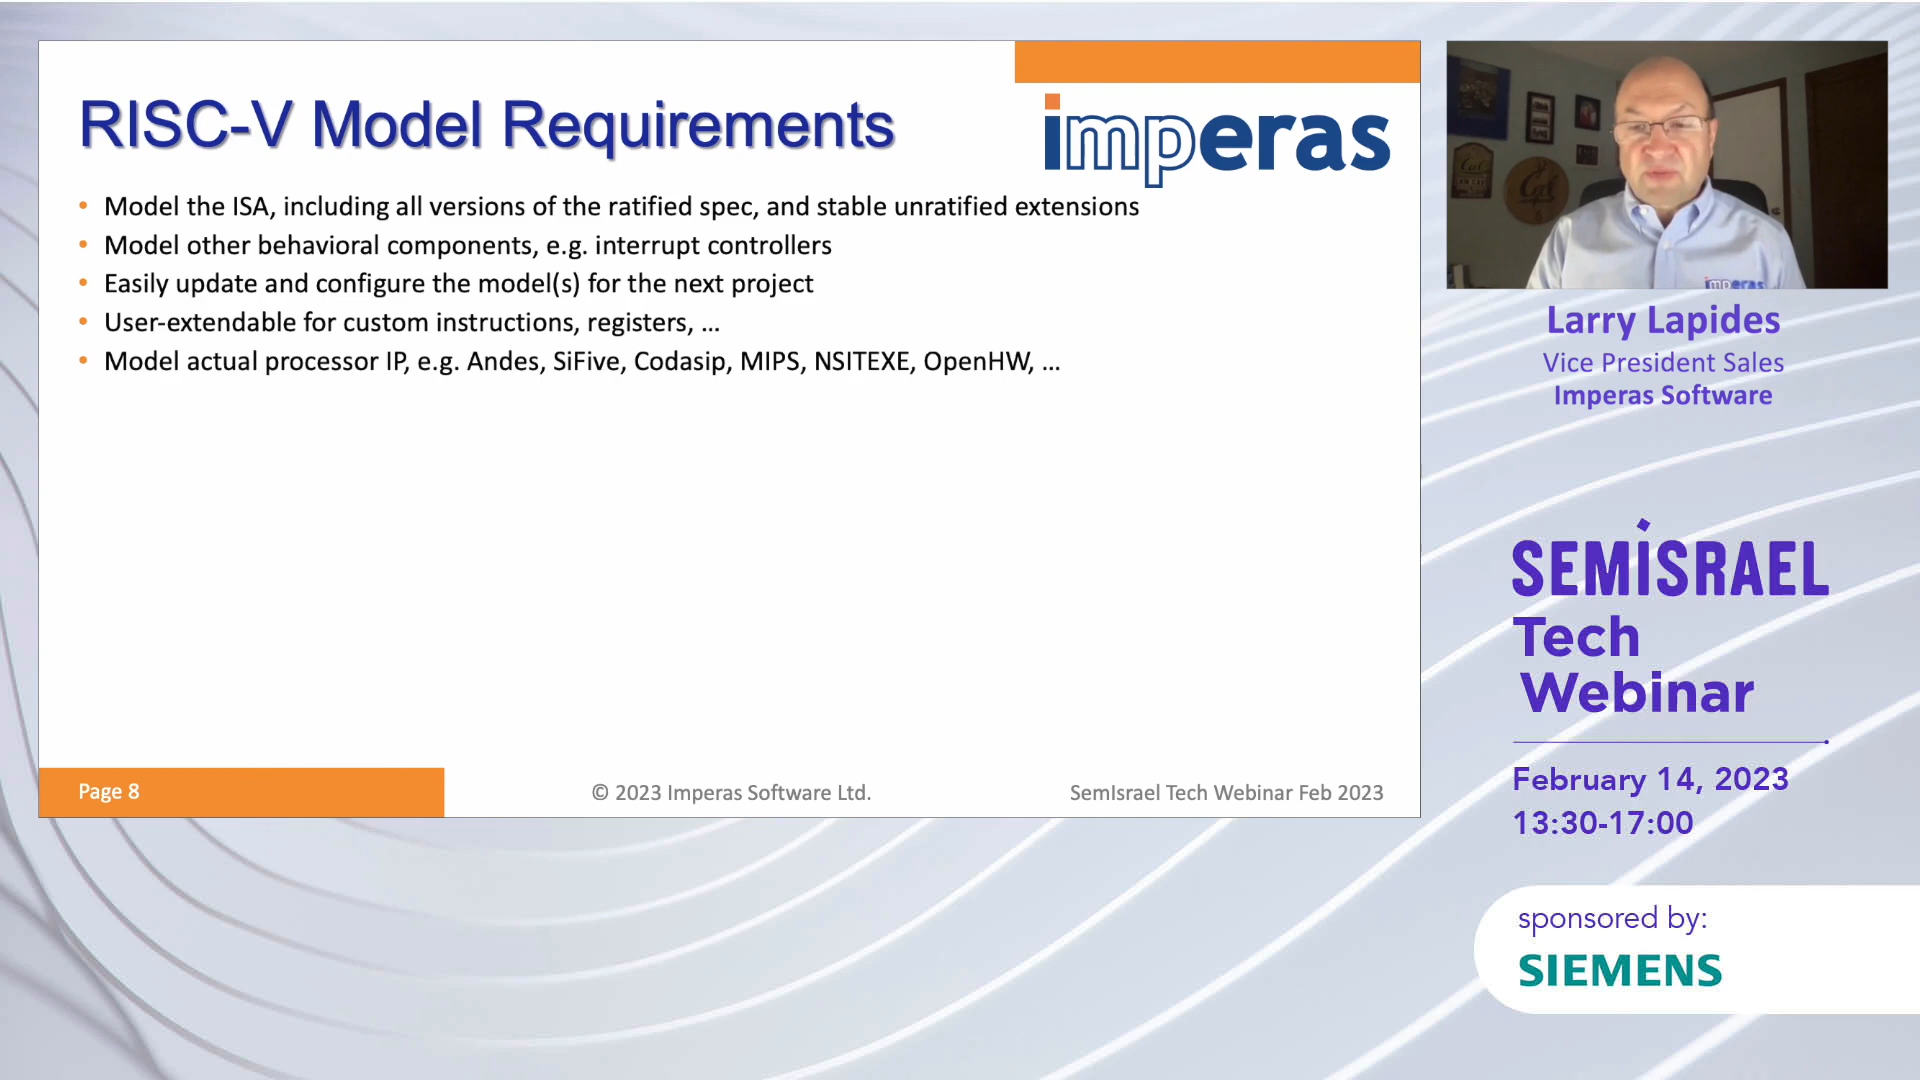 RISC-V Model Requirements
imperas
• Model the ISA, including all versions of the ratified spec, and stable unratified extensions
• Model other behavioral components, e.g. interrupt controllers
• Easily update and configure the model(s) for the next project
• User-extendable for custom instructions, registers, ...
• Model actual processor IP, e.g. Andes, SiFive, Codasip, MIPS, NSITEXE, OpenHW, ...
Page 8
© 2023 Imperas Software Ltd.
SemIsrael Tech Webinar Feb 2023
Cal
imperas
Larry Lapides
Vice President Sales
Imperas Software
SEMISRAEL
Tech
Webinar
February 14, 2023
13:30-17:00
sponsored by:
SIEMENS